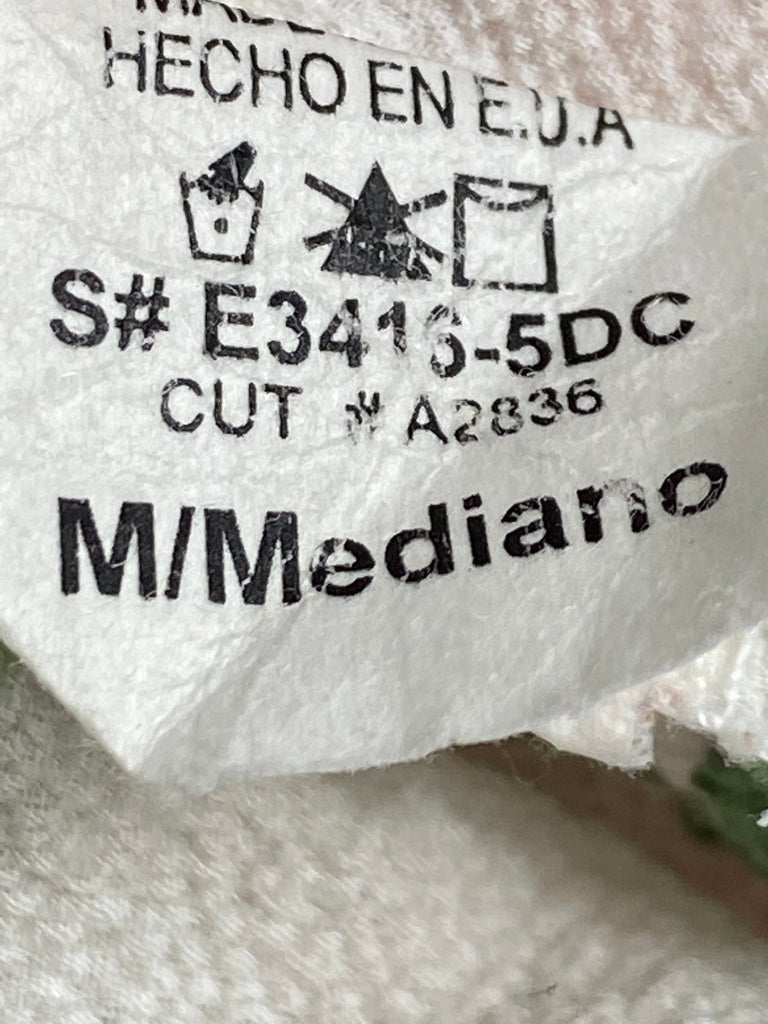 HECHO EN E.U.A
S# E3416-5DC
CUT # A2836
M/Mediano